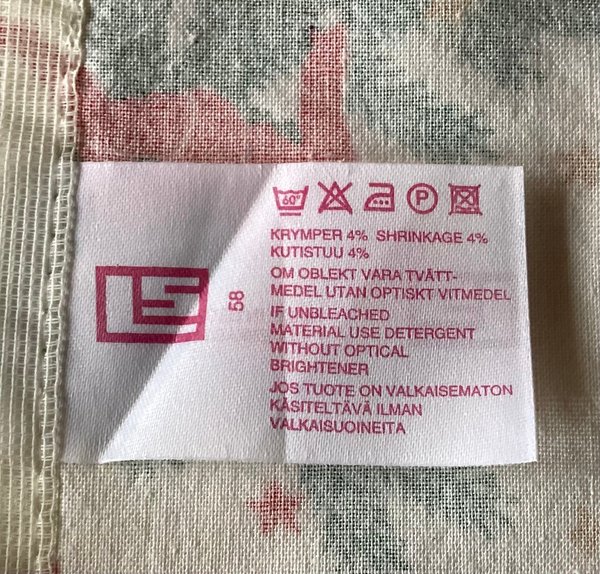 60°
P
KRYMPER 4% SHRINKAGE 4%
KUTISTUU 4%
OM OBLEKT VARA TVÄTT-
MEDEL UTAN OPTISKT VITMEDEL
IF UNBLEACHED
MATERIAL USE DETERGENT
WITHOUT OPTICAL
BRIGHTENER
JOS TUOTE ON VALKAISEMATON
KÄSITELTÄVÄ ILMAN
VALKAISUOINEITA
58